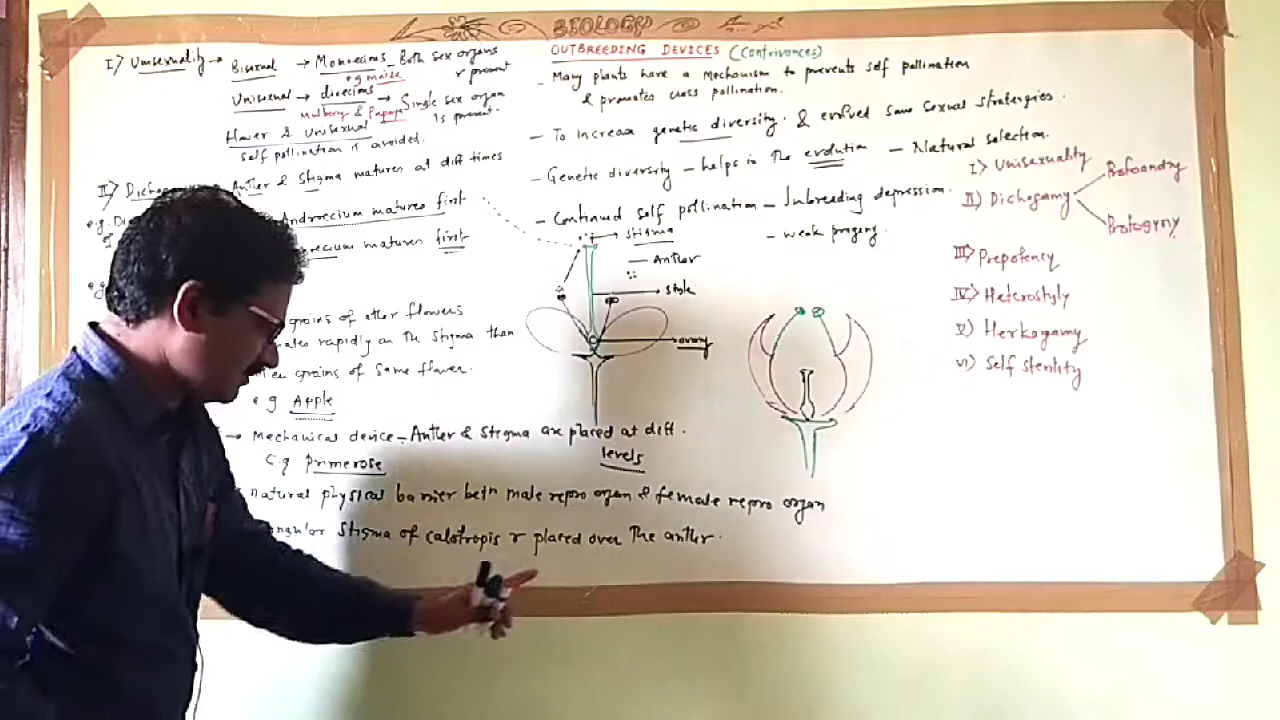 BIOLOGY
I) Unisexuality → Bisexual → Monoecious Both sex organs
e.g maize r present
Unisexual → dioecious → Single sex organ
Mulberry & Papaya is present.
flower & Unisexual
self pollination is avoided.
II) Anther & Stigma matures at diff times
e.g. Androecium matures first
matures first
e.g
grains of other flowers
rapidly on the stigma than
grains of same flower.
e g Apple
→ Mechanical device - Anther & Stigma are placed at diff.
levels
e.g primerose
natural physical barrier betn male repro organ & female repro organ
Stigma of calotropis r placed over the anther.
OUTBREEDING DEVICES (Contrivances)
- Many plants have a mechanism to prevents self pollination
& promotes cross pollination.
- To increase genetic diversity. & evolved some sexual stratergies.
- Genetic diversity - helps in the evolution - Natural selection.
- Continued self pollination - Inbreeding depression.
- weak progeny.
stigma
Anther
style
ovary
I) Unisexuality
II) Dichogamy
Protoandry
Protogyny
III) Prepotency
IV) Heterostyly
V) Herkogamy
VI) Self sterility